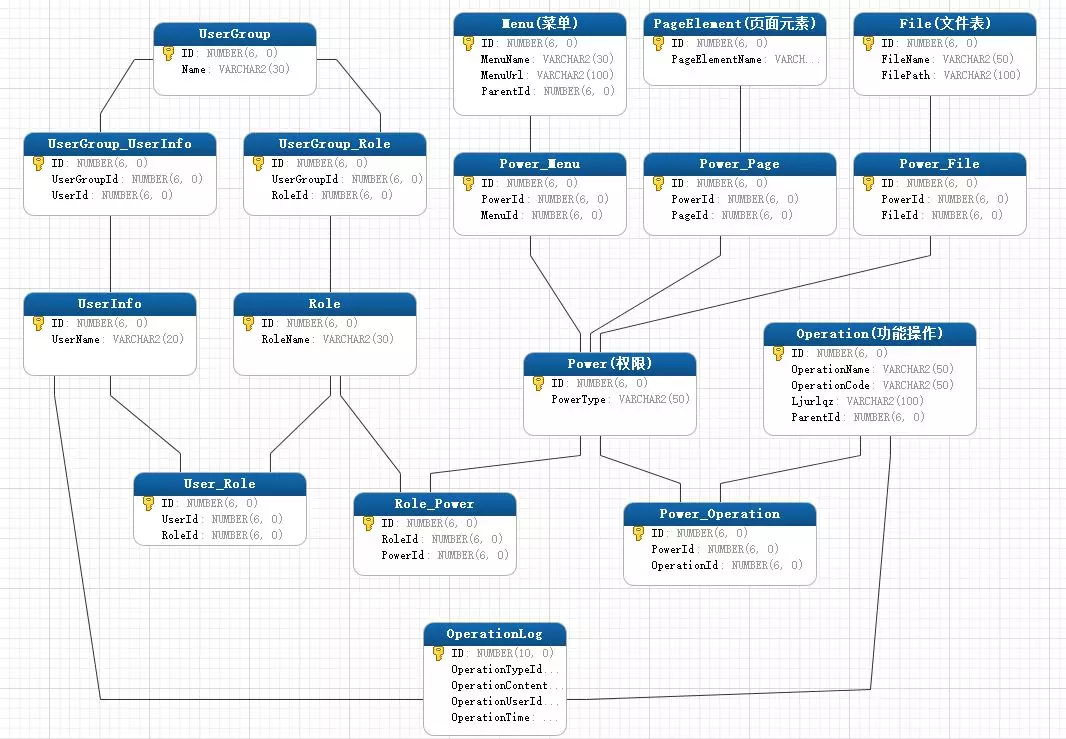 UserGroup
ID: NUMBER(6, 0)
Name: VARCHAR2(30)
Menu(菜单)
ID: NUMBER(6, 0)
MenuName: VARCHAR2(30)
MenuUrl: VARCHAR2(100)
ParentId: NUMBER(6, 0)
PageElement(页面元素)
ID: NUMBER(6, 0)
PageElementName: VARCH...
File(文件表)
ID: NUMBER(6, 0)
FileName: VARCHAR2(50)
FilePath: VARCHAR2(100)
UserGroup_UserInfo
ID: NUMBER(6, 0)
UserGroupId: NUMBER(6, 0)
UserId: NUMBER(6, 0)
UserGroup_Role
ID: NUMBER(6, 0)
UserGroupId: NUMBER(6, 0)
RoleId: NUMBER(6, 0)
Power_Menu
ID: NUMBER(6, 0)
PowerId: NUMBER(6, 0)
MenuId: NUMBER(6, 0)
Power_Page
ID: NUMBER(6, 0)
PowerId: NUMBER(6, 0)
PageId: NUMBER(6, 0)
Power_File
ID: NUMBER(6, 0)
PowerId: NUMBER(6, 0)
FileId: NUMBER(6, 0)
UserInfo
ID: NUMBER(6, 0)
UserName: VARCHAR2(20)
Role
ID: NUMBER(6, 0)
RoleName: VARCHAR2(30)
Power(权限)
ID: NUMBER(6, 0)
PowerType: VARCHAR2(50)
Operation(功能操作)
ID: NUMBER(6, 0)
OperationName: VARCHAR2(50)
OperationCode: VARCHAR2(50)
Ljurlqz: VARCHAR2(100)
ParentId: NUMBER(6, 0)
User_Role
ID: NUMBER(6, 0)
UserId: NUMBER(6, 0)
RoleId: NUMBER(6, 0)
Role_Power
ID: NUMBER(6, 0)
RoleId: NUMBER(6, 0)
PowerId: NUMBER(6, 0)
Power_Operation
ID: NUMBER(6, 0)
PowerId: NUMBER(6, 0)
OperationId: NUMBER(6, 0)
OperationLog
ID: NUMBER(10, 0)
OperationTypeId...
OperationContent...
OperationUserId...
OperationTime: ...